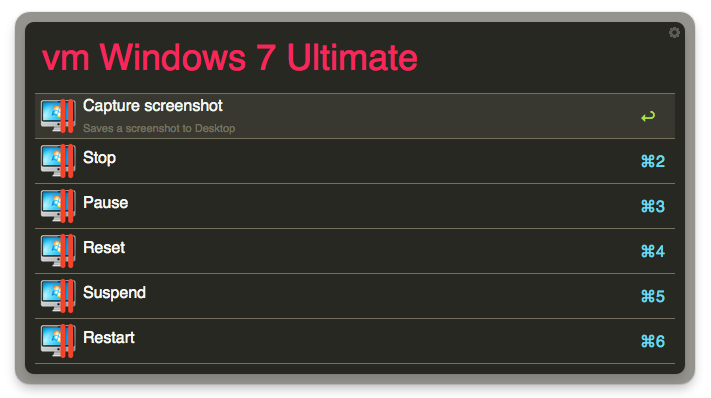 vm Windows 7 Ultimate
Capture screenshot
Saves a screenshot to Desktop
Stop
⌘2
Pause
⌘3
Reset
⌘4
Suspend
⌘5
Restart
⌘6